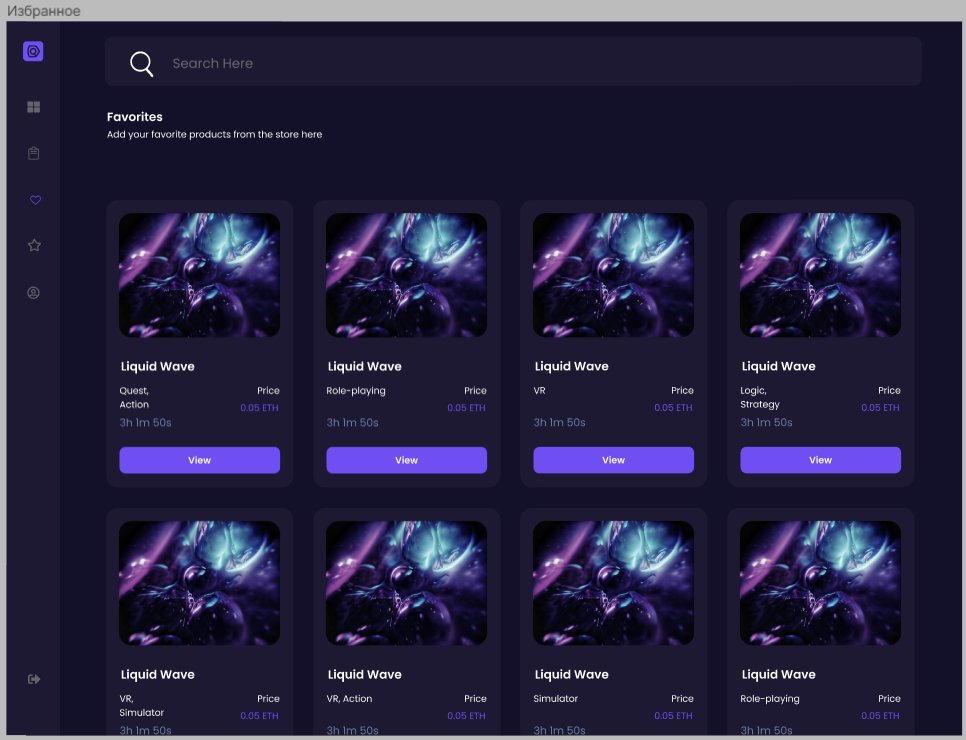 Избранное
Search Here
Favorites
Add your favorite products from the store here
Liquid Wave
Quest,
Action
Price
0.05 ETH
3h 1m 50s
View
Liquid Wave
Role-playing
Price
0.05 ETH
3h 1m 50s
View
Liquid Wave
VR
Price
0.05 ETH
3h 1m 50s
View
Liquid Wave
Logic,
Strategy
Price
0.05 ETH
3h 1m 50s
View
Liquid Wave
VR,
Simulator
Price
0.05 ETH
3h 1m 50s
Liquid Wave
VR, Action
Price
0.05 ETH
3h 1m 50s
Liquid Wave
Simulator
Price
0.05 ETH
3h 1m 50s
Liquid Wave
Role-playing
Price
0.05 ETH
3h 1m 50s